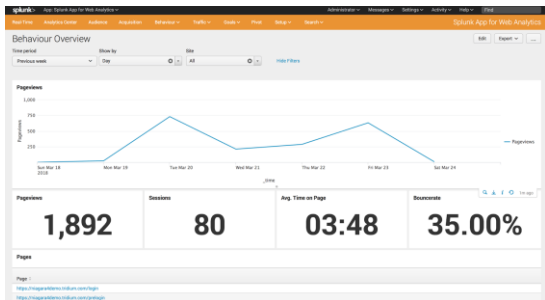 splunk> App: Splunk App for Web Analytics Administrator Messages Settings Activity Help Find
Real-Time Analytics Center Audience Acquisition Behaviour Traffic Goals Pivot Setup Search Splunk App for Web Analytics
Behaviour Overview Edit Export ...
Time period Show by Site
Previous week Day All Hide Filters
Pageviews
1,000
750
500
250
Pageviews
Pageviews
Sun Mar 18 Mon Mar 19 Tue Mar 20 Wed Mar 21 Thu Mar 22 Fri Mar 23 Sat Mar 24
2018
_time
1m ago
Pageviews Sessions Avg. Time on Page Bouncerate
1,892 80 03:48 35.00%
Pages
Page
https://niagara4demo.tridium.com/login
https://niagara4demo.tridium.com/prelogin